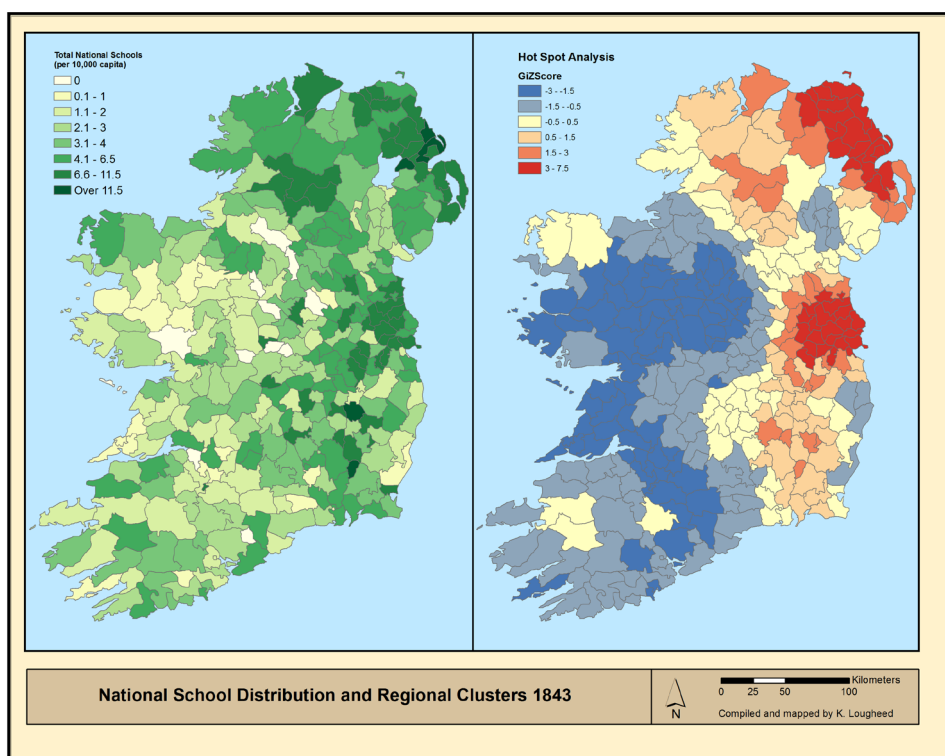 Total National Schools
(per 10,000 capita)
0
0.1 - 1
1.1 - 2
2.1 - 3
3.1 - 4
4.1 - 6.5
6.6 - 11.5
Over 11.5
Hot Spot Analysis
GiZScore
-3 - -1.5
-1.5 - -0.5
-0.5 - 0.5
0.5 - 1.5
1.5 - 3
3 - 7.5
National School Distribution and Regional Clusters 1843
N
Kilometers
0 25 50 100
Compiled and mapped by K. Lougheed